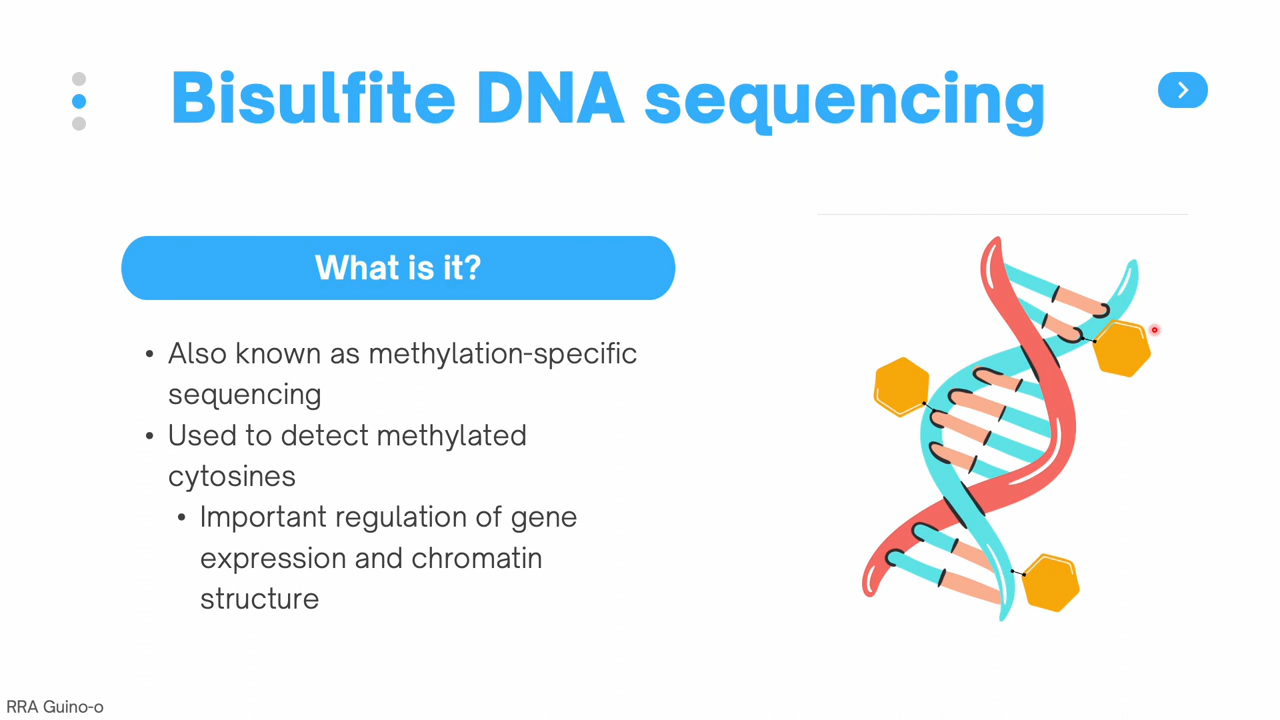 Bisulfite DNA sequencing
What is it?
• Also known as methylation-specific
sequencing
• Used to detect methylated
cytosines
• Important regulation of gene
expression and chromatin
structure
RRA Guino-o